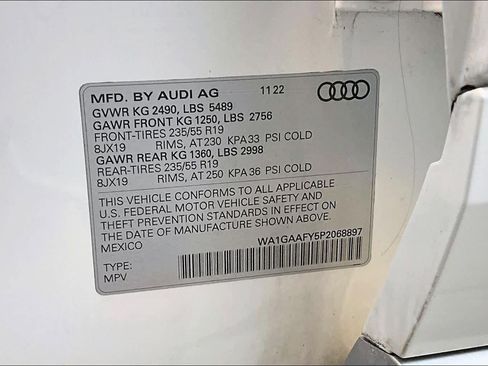 MFD. BY AUDI AG 11 22
GVWR KG 2490, LBS 5489
GAWR FRONT KG 1250, LBS 2756
FRONT-TIRES 235/55 R19
8JX19 RIMS, AT 230 KPA 33 PSI COLD
GAWR REAR KG 1360, LBS 2998
REAR-TIRES 235/55 R19
8JX19 RIMS, AT 250 KPA 36 PSI COLD
THIS VEHICLE CONFORMS TO ALL APPLICABLE
U.S. FEDERAL MOTOR VEHICLE SAFETY AND
THEFT PREVENTION STANDARDS IN EFFECT ON
THE DATE OF MANUFACTURE SHOWN ABOVE.
MEXICO
WA1GAAFY5P2068897
TYPE:
MPV